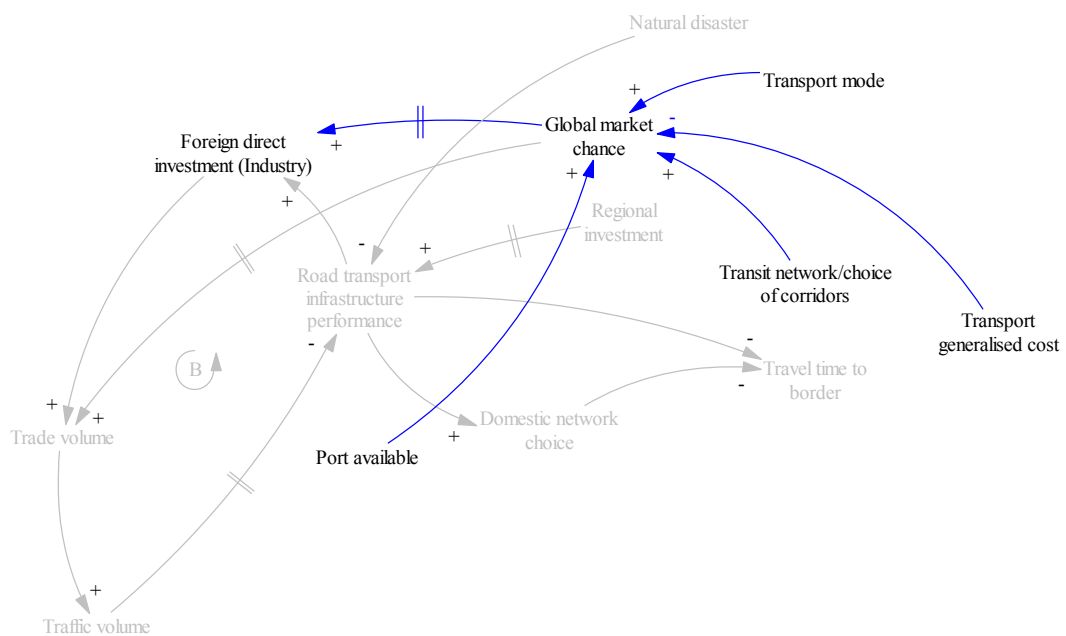 Natural disaster
Transport mode
+
-
Global market
chance
Foreign direct
investment (Industry)
+
+
+
+
Regional
investment
-
+
Road transport
infrastructure
performance
Transit network/choice
of corridors
Transport
generalised cost
-
-
B
Travel time to
border
-
+
+
Trade volume
Domestic network
choice
+
Port available
+
Traffic volume